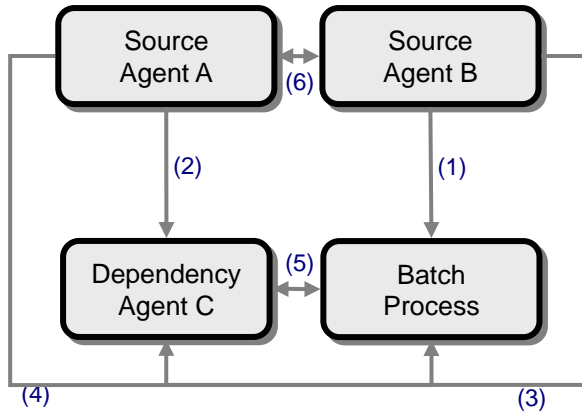 Source
Agent A
Source
Agent B
(6)
(2)
(1)
Dependency
Agent C
(5)
Batch
Process
(4)
(3)